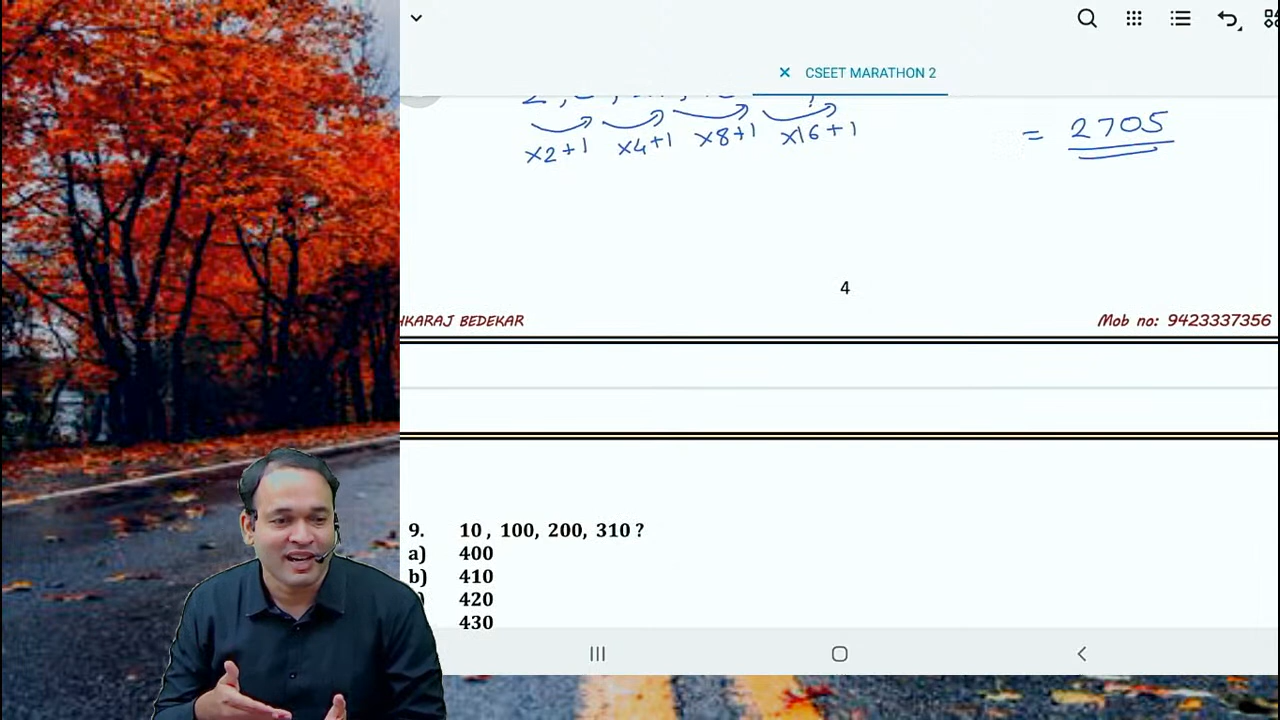 CSEET MARATHON 2
×2+1 ×4+1 ×8+1 ×16+1
= 2705
4
HKARAJ BEDEKAR
Mob no: 9423337356
9. 10 , 100, 200, 310 ?
a) 400
b) 410
420
430